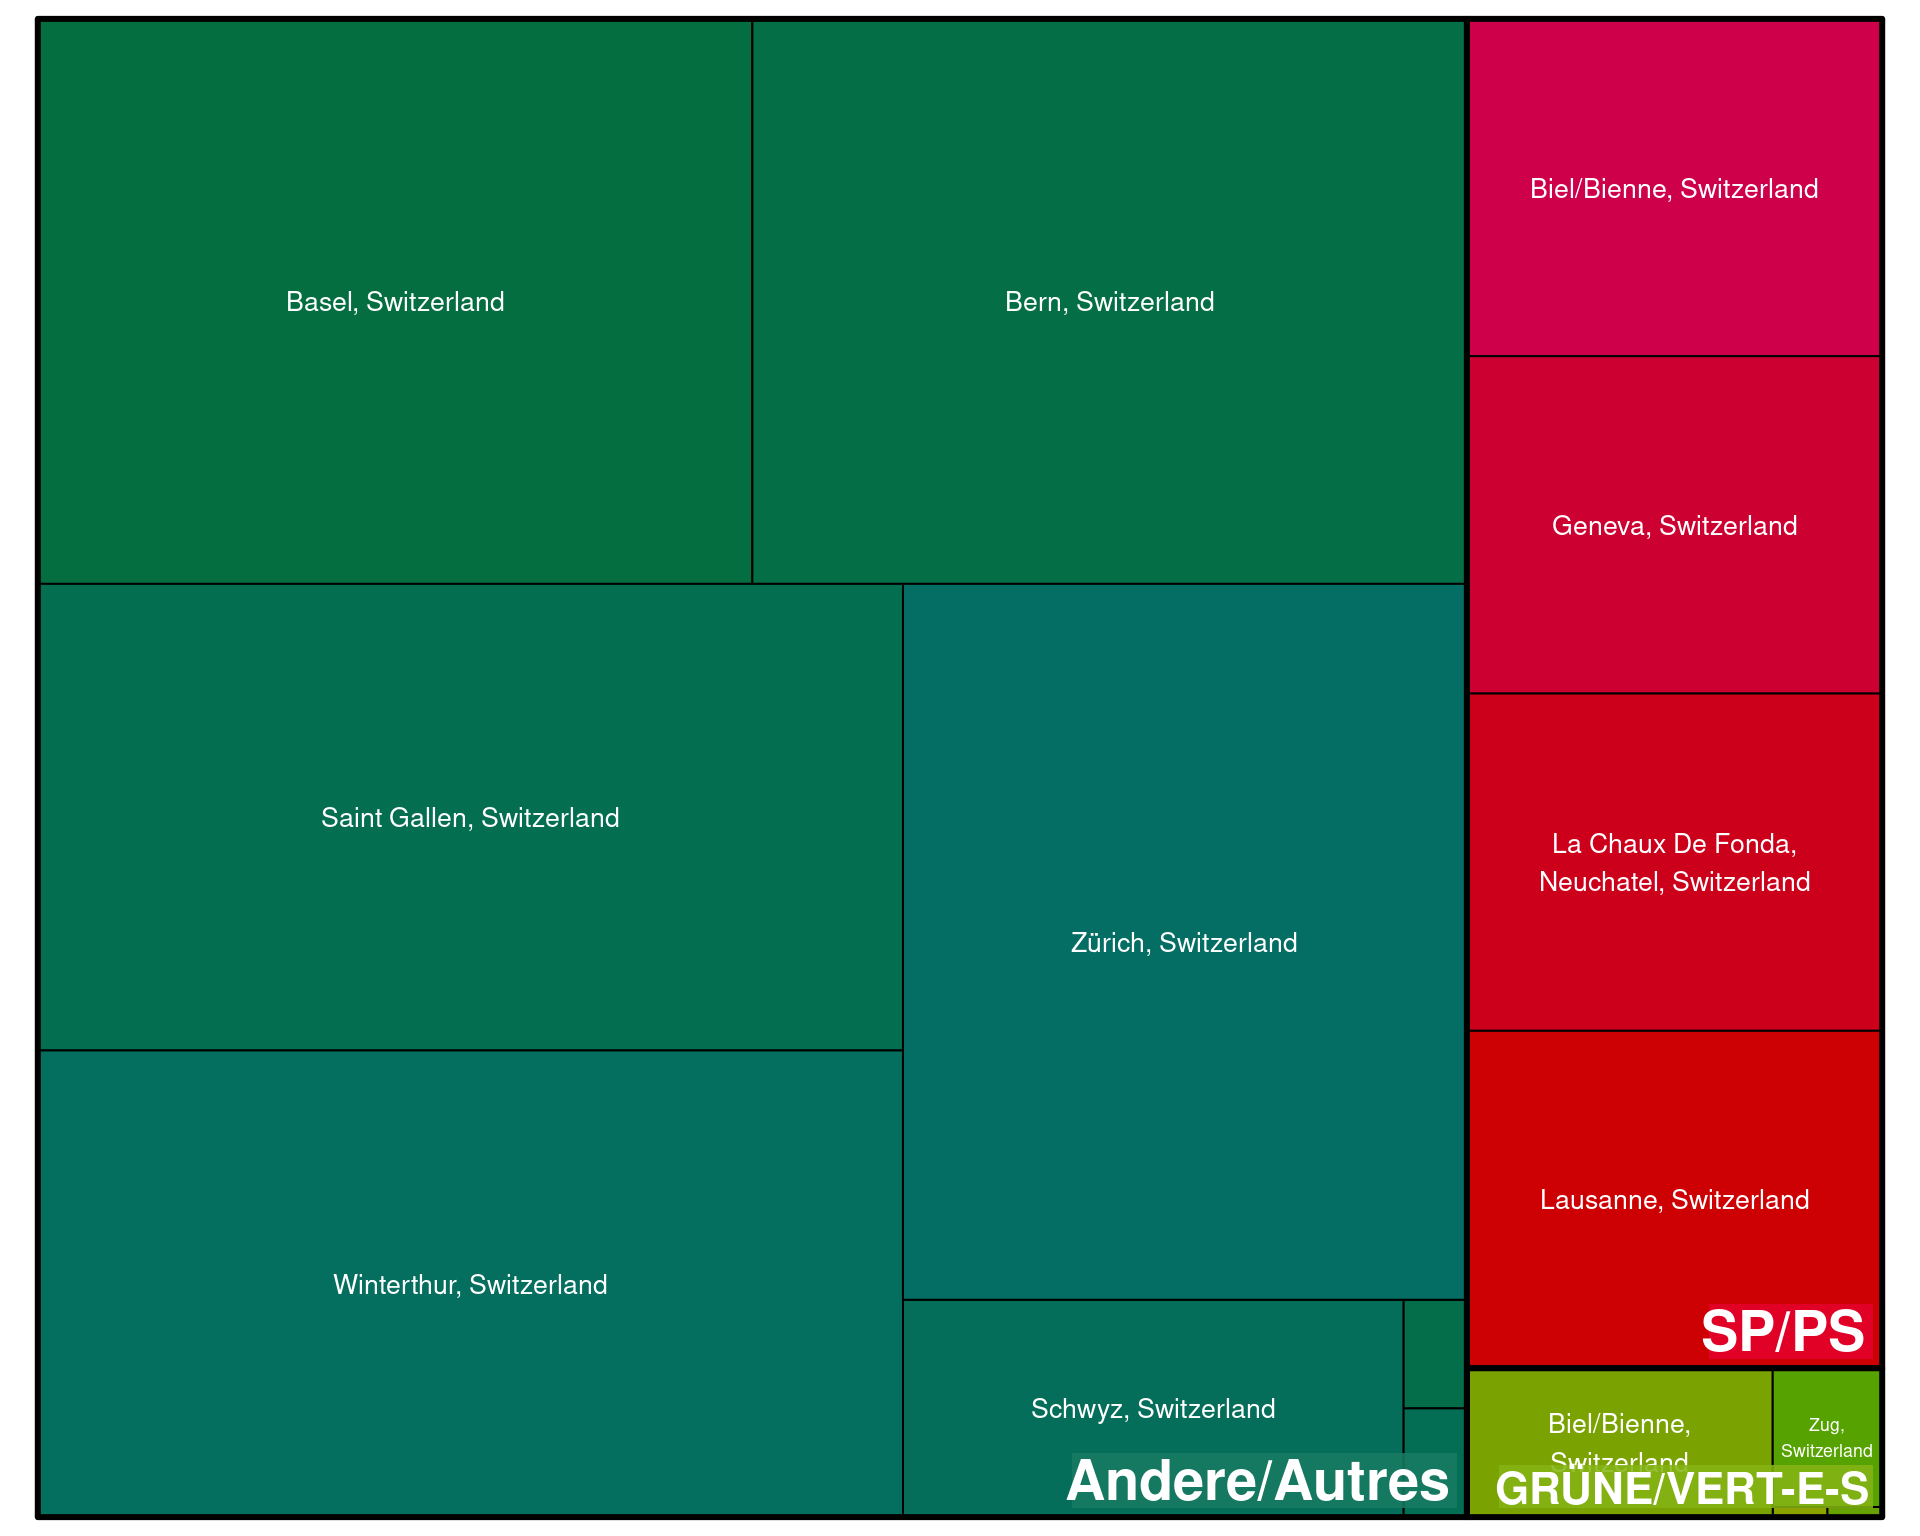 Basel, Switzerland
Bern, Switzerland
Biel/Bienne, Switzerland
Geneva, Switzerland
Saint Gallen, Switzerland
Zürich, Switzerland
La Chaux De Fonda,
Neuchatel, Switzerland
Lausanne, Switzerland
Winterthur, Switzerland
SP/PS
Schwyz, Switzerland
Andere/Autres
Biel/Bienne,
Switzerland
Zug,
Switzerland
GRÜNE/VERT-E-S